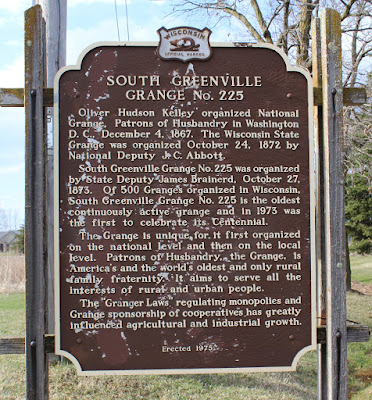 WISCONSIN
OFFICIAL MARKER
SOUTH GREENVILLE
GRANGE No. 225
Oliver Hudson Kelley organized National
Grange, Patrons of Husbandry in Washington
D. C., December 4, 1867. The Wisconsin State
Grange was organized October 24, 1872 by
National Deputy J. C. Abbott.
South Greenville Grange No. 225 was organized
by State Deputy James Brainerd, October 27,
1873. Of 500 Granges organized in Wisconsin,
South Greenville Grange No. 225 is the oldest
continuously active grange and in 1973 was
the first to celebrate its Centennial.
The Grange is unique for it first organized
on the national level and then on the local
level. Patrons of Husbandry, the Grange, is
America's and the world's oldest and only rural
family fraternity. It aims to serve all the
interests of rural and urban people.
The Granger Laws regulating monopolies and
Grange sponsorship of cooperatives has greatly
influenced agricultural and industrial growth.
Erected 1975